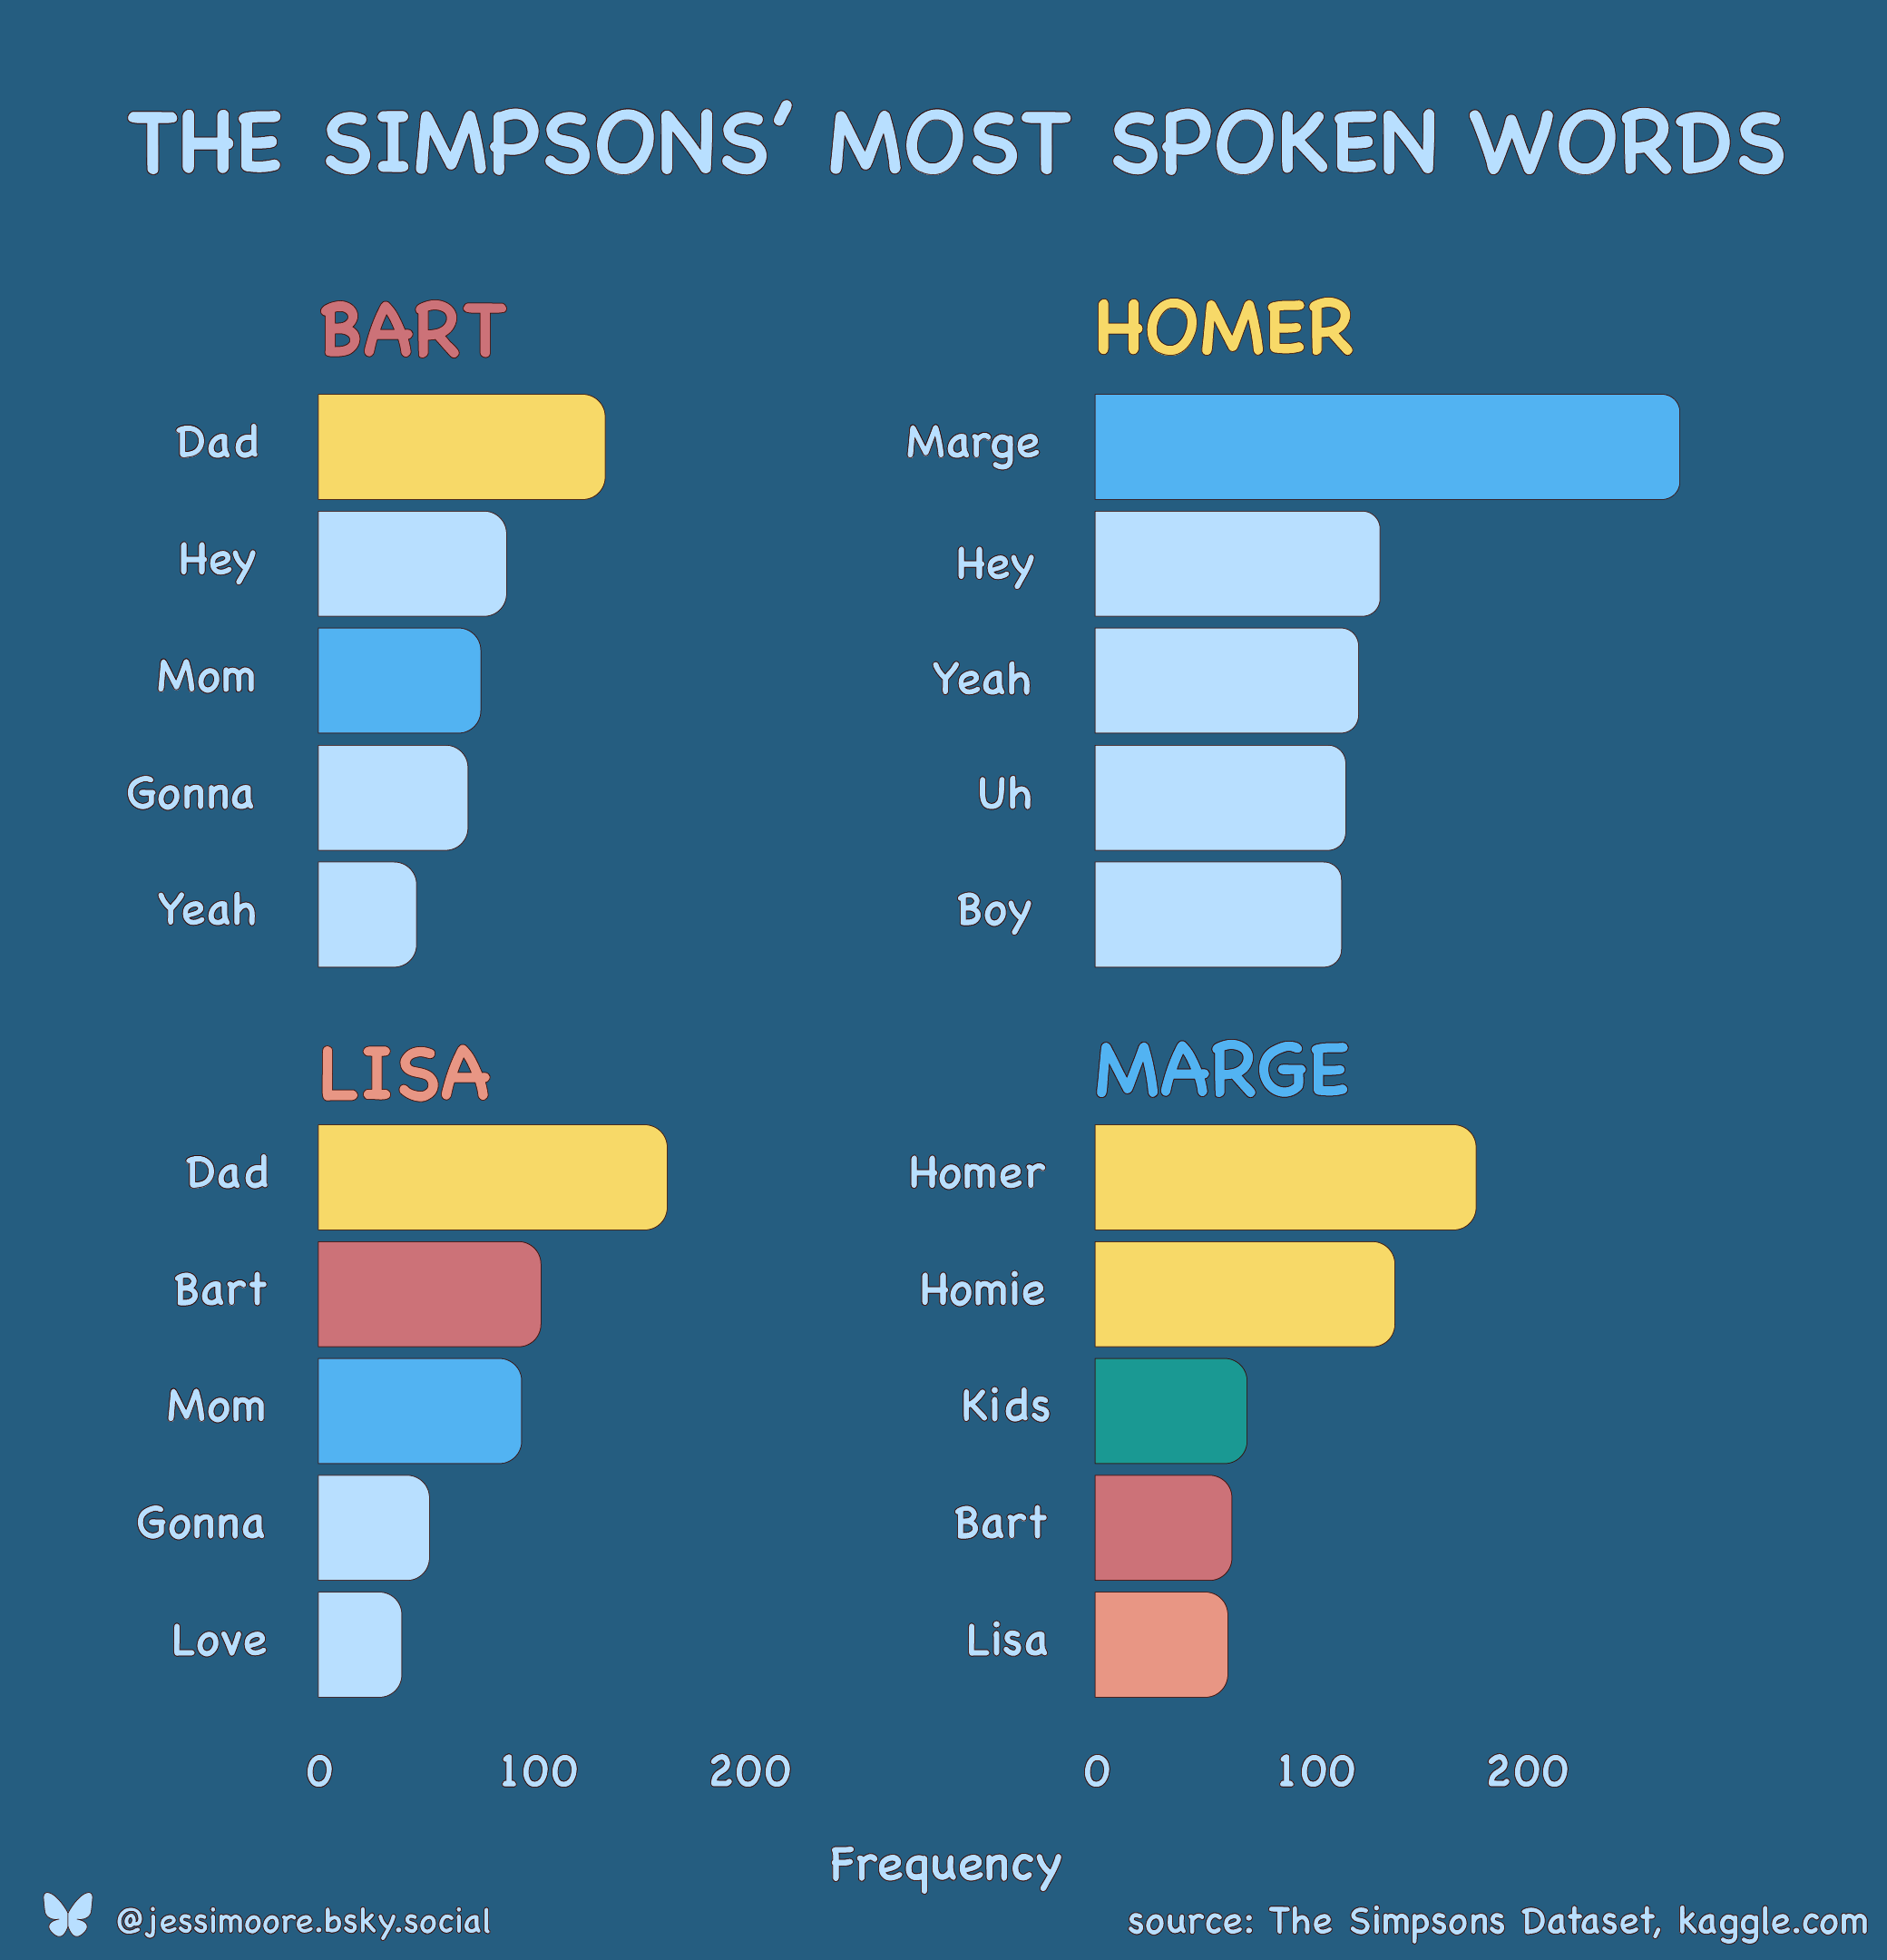 THE SIMPSONS’ MOST SPOKEN WORDS
BART
Dad
Hey
Mom
Gonna
Yeah
HOMER
Marge
Hey
Yeah
Uh
Boy
LISA
Dad
Bart
Mom
Gonna
Love
0 100 200
MARGE
Homer
Homie
Kids
Bart
Lisa
0 100 200
Frequency
@jessimoore.bsky.social
source: The Simpsons Dataset, kaggle.com